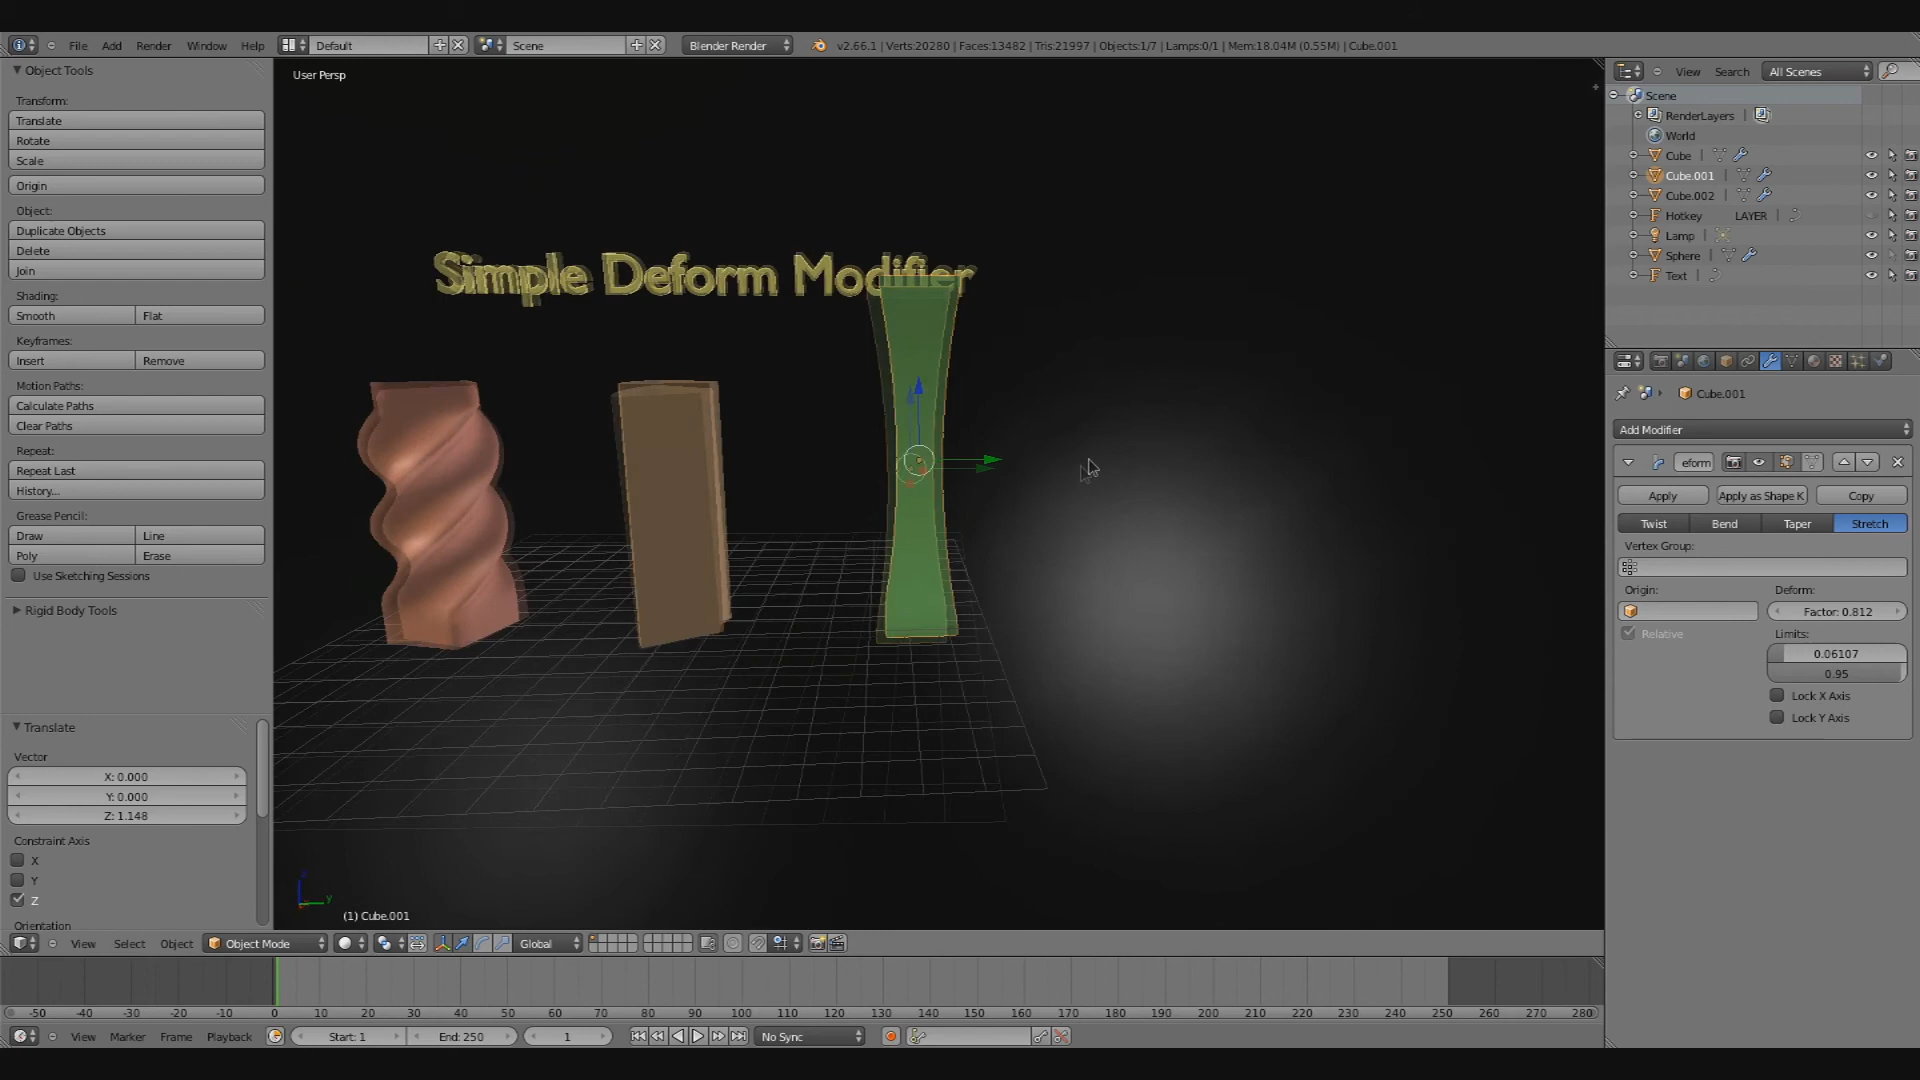 File Add Render Window Help Default Scene Blender Render v2.66.1 | Verts:20280 | Faces:13482 | Tris:21997 | Objects:1/7 | Lamps:0/1 | Mem:18.04M (0.55M) | Cube.001
Object Tools
Transform:
Translate
Rotate
Scale
Origin
Object:
Duplicate Objects
Delete
Join
Shading:
Smooth Flat
Keyframes:
Insert Remove
Motion Paths:
Calculate Paths
Clear Paths
Repeat:
Repeat Last
History...
Grease Pencil:
Draw Line
Poly Erase
Use Sketching Sessions
Rigid Body Tools
Translate
Vector
X: 0.000
Y: 0.000
Z: 1.148
Constraint Axis
X
Y
Z
Orientation
User Persp
Simple Deform Modifier
z
y
(1) Cube.001
View Select Object Object Mode Global
View Search All Scenes
Scene
RenderLayers |
World
Cube |
Cube.001 |
Cube.002 |
Hotkey LAYER |
Lamp |
Sphere |
Text |
Cube.001
Add Modifier
eform
Apply Apply as Shape K Copy
Twist Bend Taper Stretch
Vertex Group:
Origin: Deform:
Factor: 0.812
Relative Limits:
0.06107
0.95
Lock X Axis
Lock Y Axis
-50 -40 -30 -20 -10 0 10 20 30 40 50 60 70 80 90 100 110 120 130 140 150 160 170 180 190 200 210 220 230 240 250 260 270 280
View Marker Frame Playback Start: 1 End: 250 1 No Sync